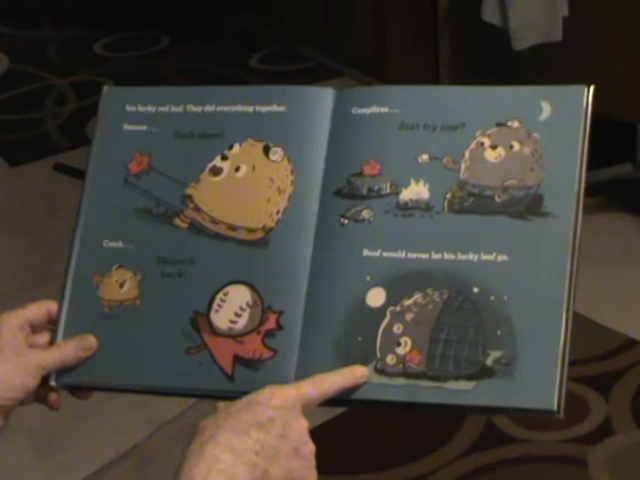 his lucky red leaf. They did everything together.
Seesaw...
Push down!
Catch...
Throw it
back!
Campfires...
Just try one?
would never let his lucky leaf go.